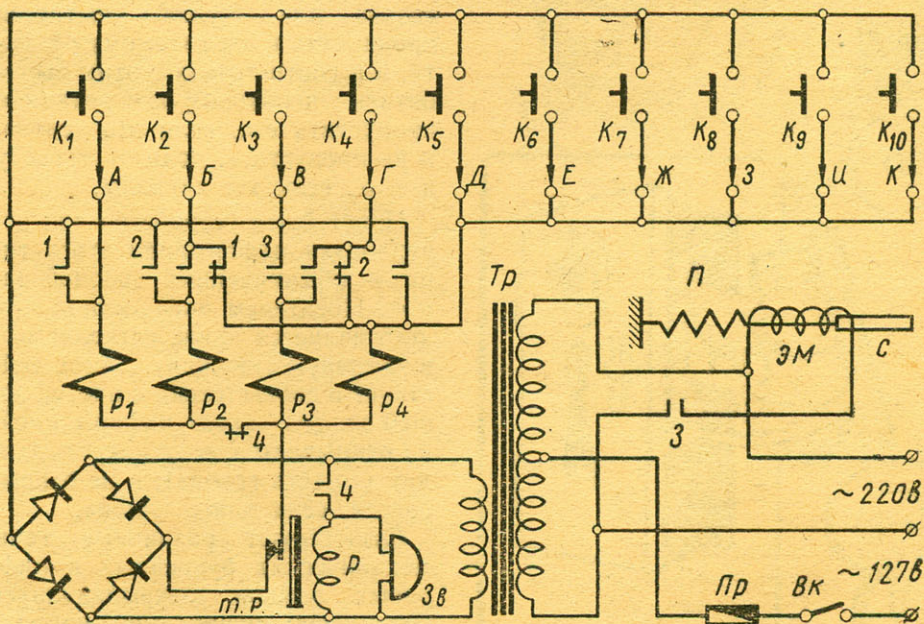 K1 K2 K3 K4 K5 K6 K7 K8 K9 K10
А Б В Г Д Е Ж З И К
1 2 1 3 2
Тр П
ЭМ С
P1 P2 P3 P4
4 3
4
~220в
Р Зв
~127в
т.р. Пр Вк